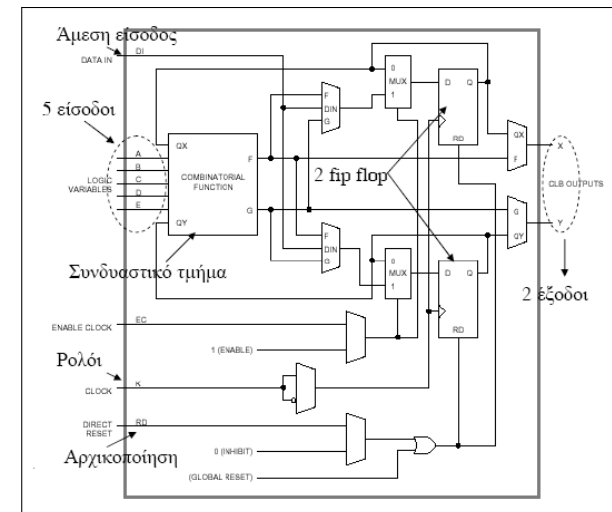 Άμεση είσοδος
DI
DATA IN
5 είσοδοι
A
B
C
D
E
LOGIC
VARIABLES
QX
QY
COMBINATORIAL
FUNCTION
F
G
Συνδυαστικό τμήμα
F
DIN
G
0
MUX
1
D
Q
RD
2 fip flop
F
DIN
G
0
MUX
1
D
Q
RD
QX
F
G
QY
X
CLB OUTPUTS
Y
2 έξοδοι
ENABLE CLOCK
EC
1 (ENABLE)
Ρολόι
CLOCK
K
DIRECT
RESET
RD
Αρχικοποίηση
0 (INHIBIT)
(GLOBAL RESET)